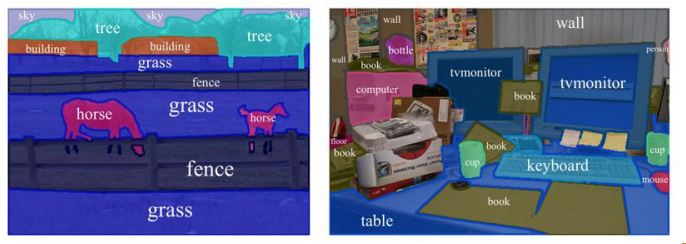 sky
sky
sky
tree
tree
building
building
grass
fence
grass
horse
horse
fence
grass
wall
wall
bottle
wall
book
tvmonitor
tvmonitor
person
computer
book
floor
book
book
cup
cup
keyboard
mouse
book
table